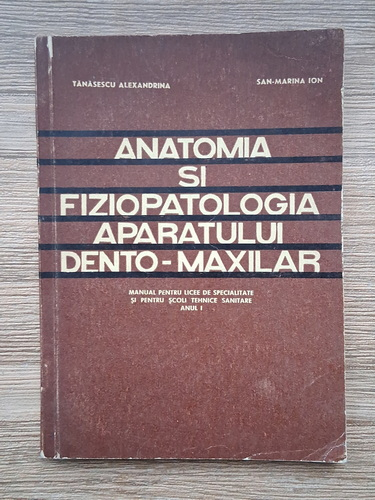 TĂNĂSESCU ALEXANDRINA SAN-MARINA ION
ANATOMIA
SI
FIZIOPATOLOGIA
APARATULUI
DENTO-MAXILAR
MANUAL PENTRU LICEE DE SPECIALITATE
ȘI PENTRU ȘCOLI TEHNICE SANITARE
ANUL I